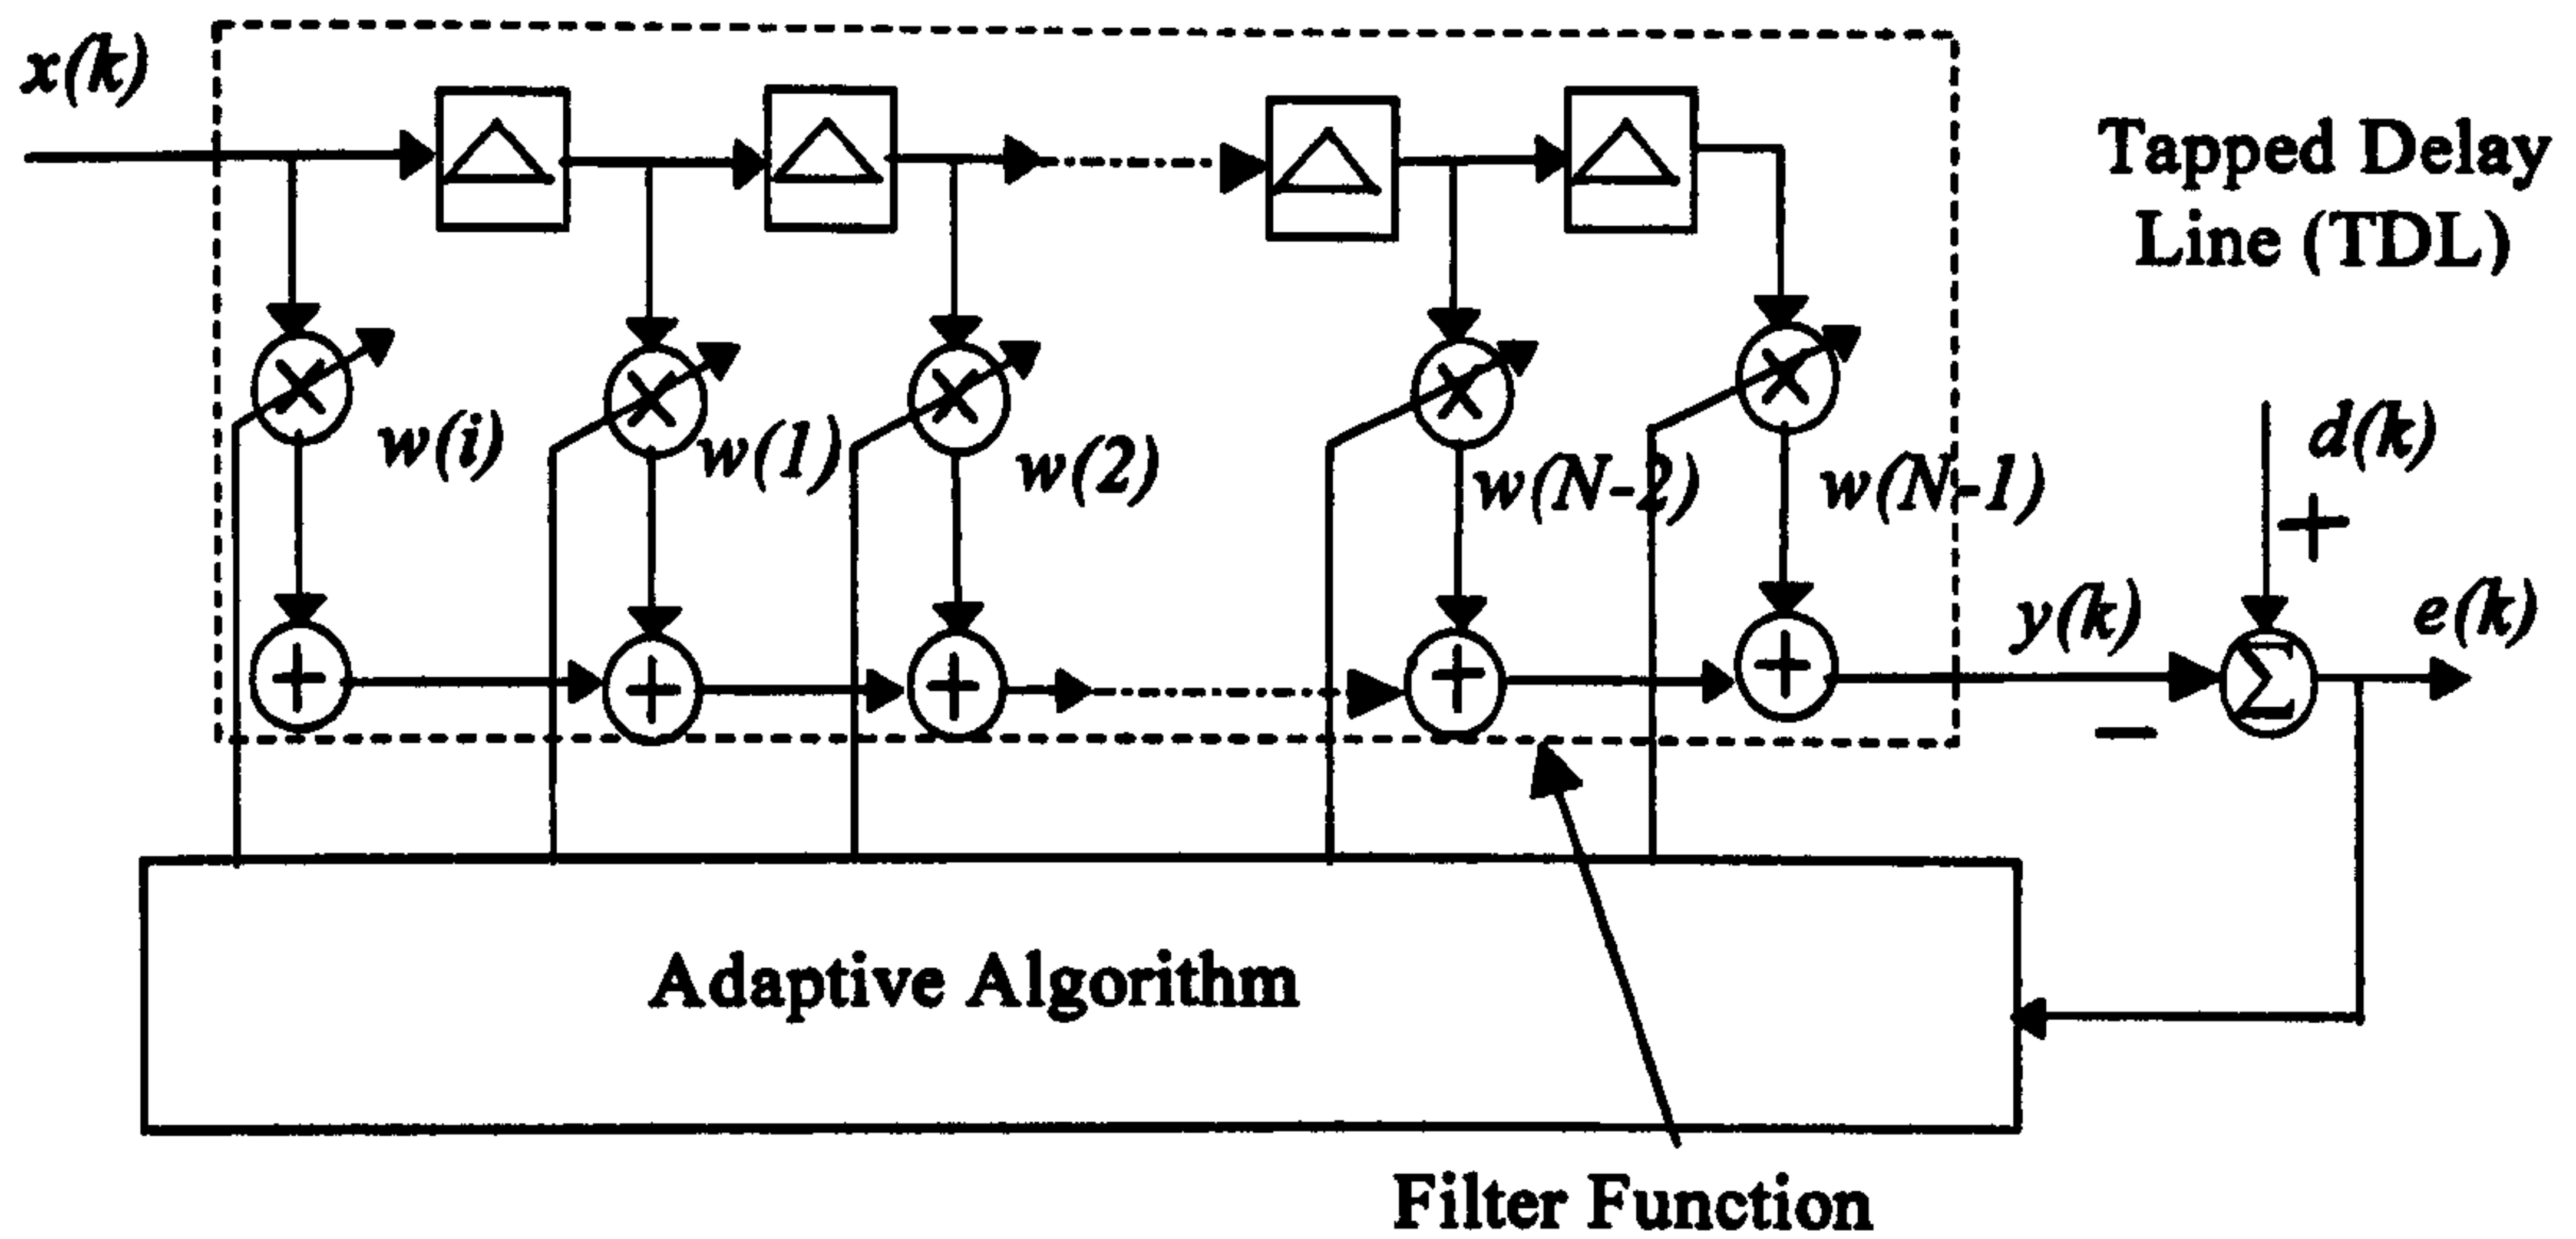 x(k)
Tapped Delay
Line (TDL)
w(i)
w(1)
w(2)
w(N-2)
w(N-1)
d(k)
+
y(k)
−
Σ
e(k)
Adaptive Algorithm
Filter Function